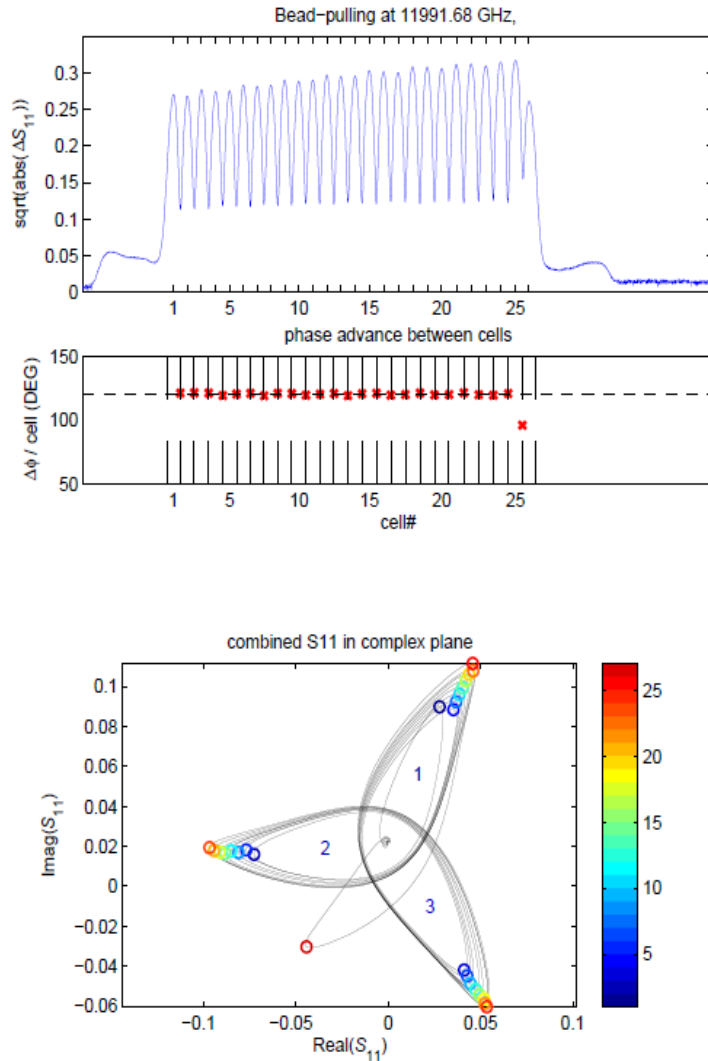 Bead-pulling at 11991.68 GHz,
sqrt(abs(ΔS11))
0.3
0.25
0.2
0.15
0.1
0.05
0
1 5 10 15 20 25
phase advance between cells
Δϕ / cell (DEG)
150
100
50
1 5 10 15 20 25
cell#
combined S11 in complex plane
Imag(S11)
0.1
0.08
0.06
0.04
0.02
0
−0.02
−0.04
−0.06
1
2
3
−0.1 −0.05 0 0.05 0.1
Real(S11)
25
20
15
10
5